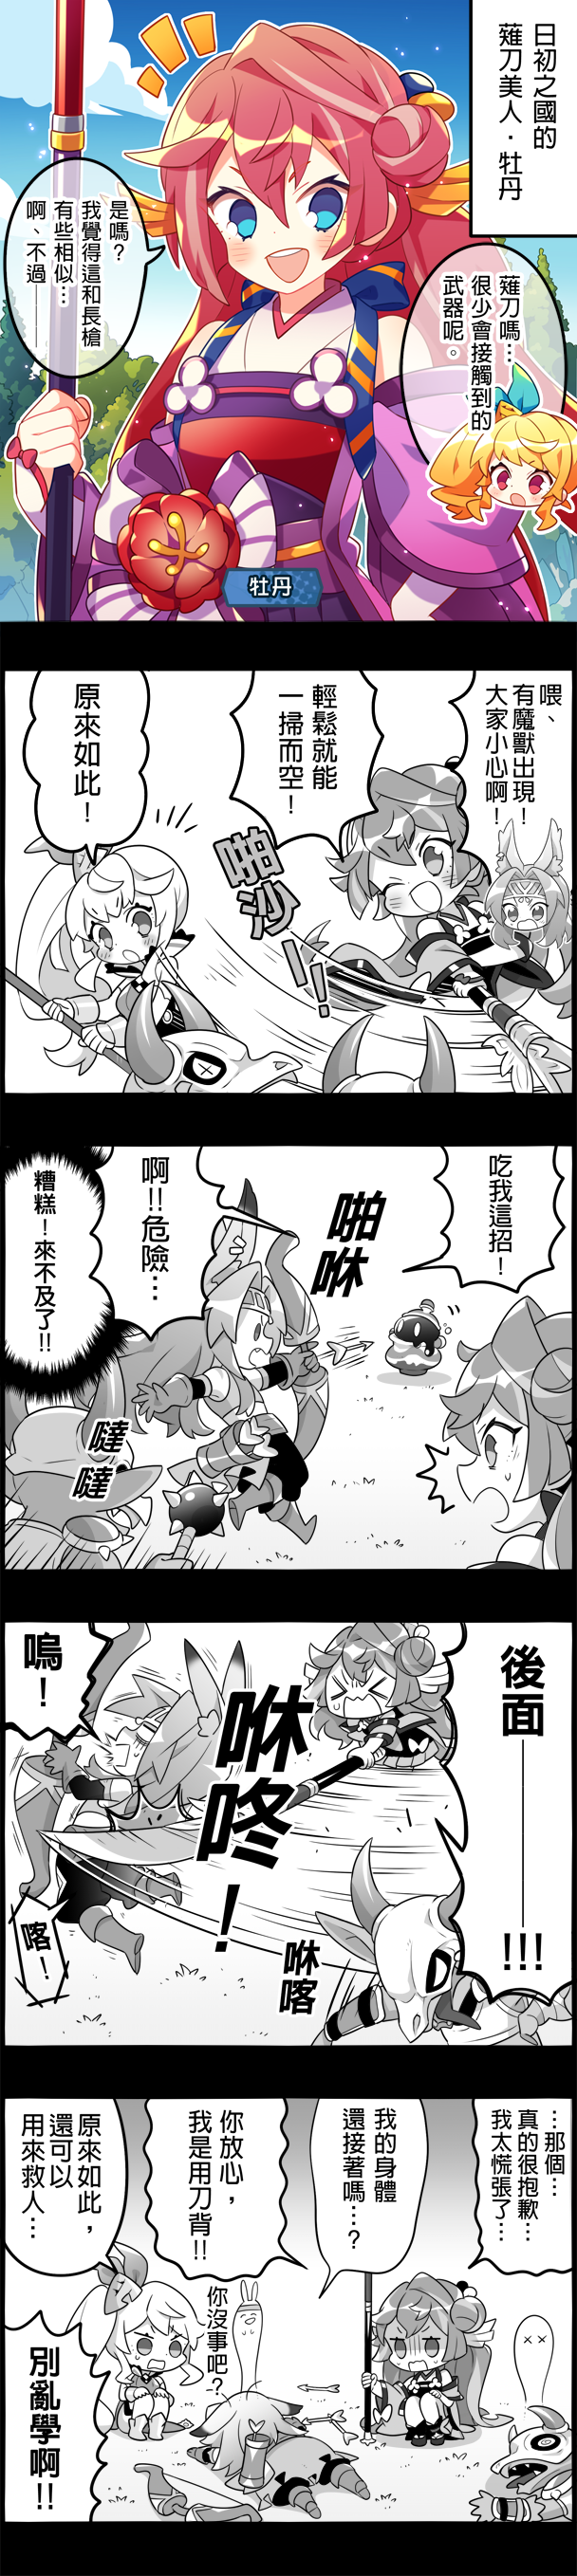 日初之國的
薙刀美人．牡丹
薙刀嗎…
很少會接觸到的
武器呢。
是嗎？
我覺得這和長槍
有些相似…
啊、不過——
牡丹
喂、
有魔獸出現！
大家小心啊！
輕鬆就能
一掃而空！
啪沙——!!
原來如此！
吃我這招！
啪咻
啊!!危險…
糟糕！來不及了!!
噠噠
後面——!!!
咻咚！
嗚！
喀！
咻喀
…那個…
真的很抱歉…
我太慌張了…
我的身體
還接著嗎…？
你放心，
我是用刀背!!
你沒事吧？
原來如此，
還可以
用來救人…
別亂學啊!!